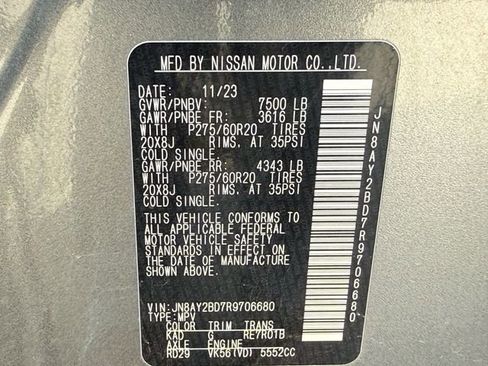 MFD BY NISSAN MOTOR CO.,LTD.
DATE: 11/23
GVWR/PNBV: 7500 LB
GAWR/PNBE FR: 3616 LB
WITH P275/60R20 TIRES
20X8J RIMS, AT 35PSI
COLD SINGLE.
GAWR/PNBE RR: 4343 LB
WITH P275/60R20 TIRES
20X8J RIMS, AT 35PSI
COLD SINGLE.
THIS VEHICLE CONFORMS TO
ALL APPLICABLE FEDERAL
MOTOR VEHICLE SAFETY
STANDARDS IN EFFECT ON
THE DATE OF MANUFACTURE
SHOWN ABOVE.
VIN: JN8AY2BD7R9706680
TYPE: MPV
COLOR TRIM TRANS
KAD G RE7R01B
AXLE ENGINE
RD29 VK56(VD) 5552CC
JN8AY2BD7R9706680